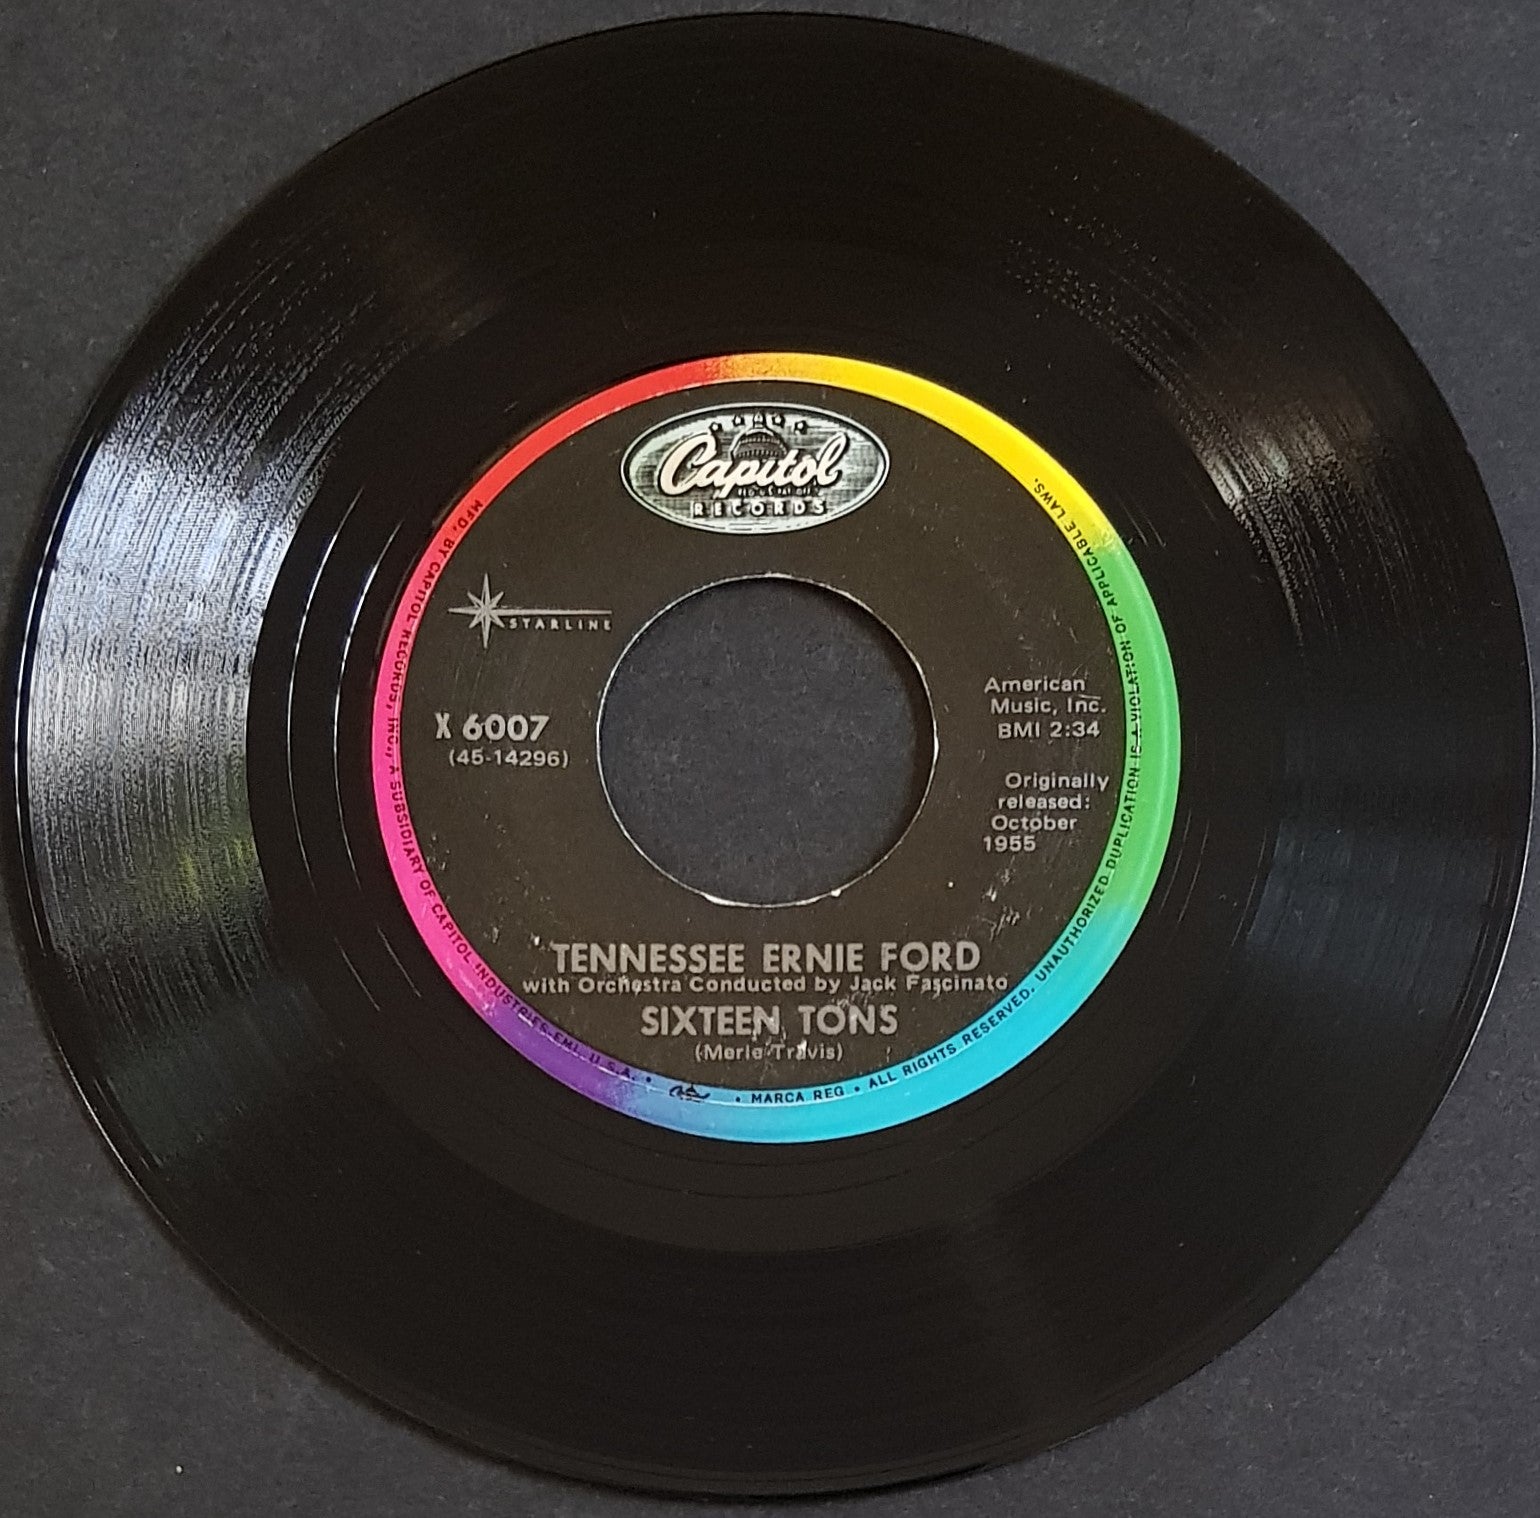 Capitol
RECORDS
STARLINE
X 6007
(45-14296)
American
Music, Inc.
BMI 2:34
Originally
released:
October
1955
TENNESSEE ERNIE FORD
with Orchestra Conducted by Jack Fascinato
SIXTEEN TONS
(Merle Travis)
MFD. BY CAPITOL RECORDS, INC., A SUBSIDIARY OF CAPITOL INDUSTRIES-EMI, U.S.A. • • MARCA REG • ALL RIGHTS RESERVED. UNAUTHORIZED DUPLICATION IS A VIOLATION OF APPLICABLE LAWS.